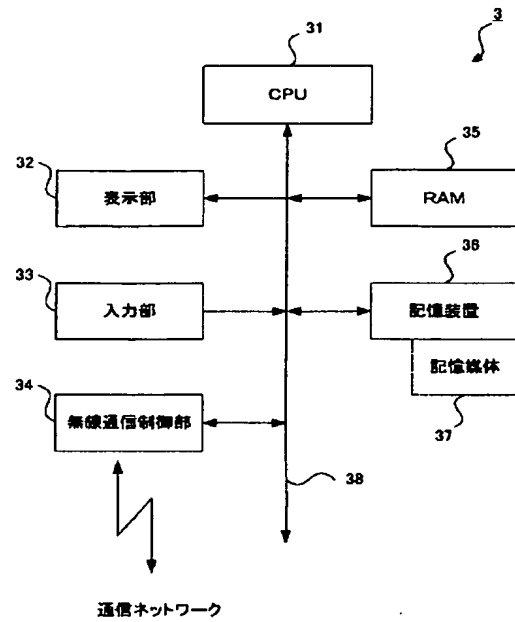 3
31
CPU
32
表示部
35
RAM
33
入力部
36
記憶装置
記憶媒体
37
34
無線通信制御部
38
通信ネットワーク